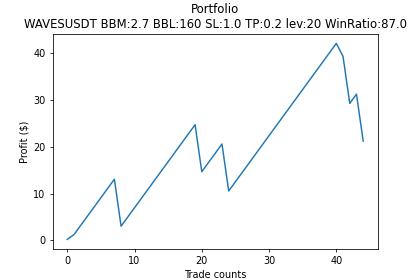 Portfolio
WAVESUSDT BBM:2.7 BBL:160 SL:1.0 TP:0.2 lev:20 WinRatio:87.0
Profit ($)
40
30
20
10
0
0 10 20 30 40
Trade counts